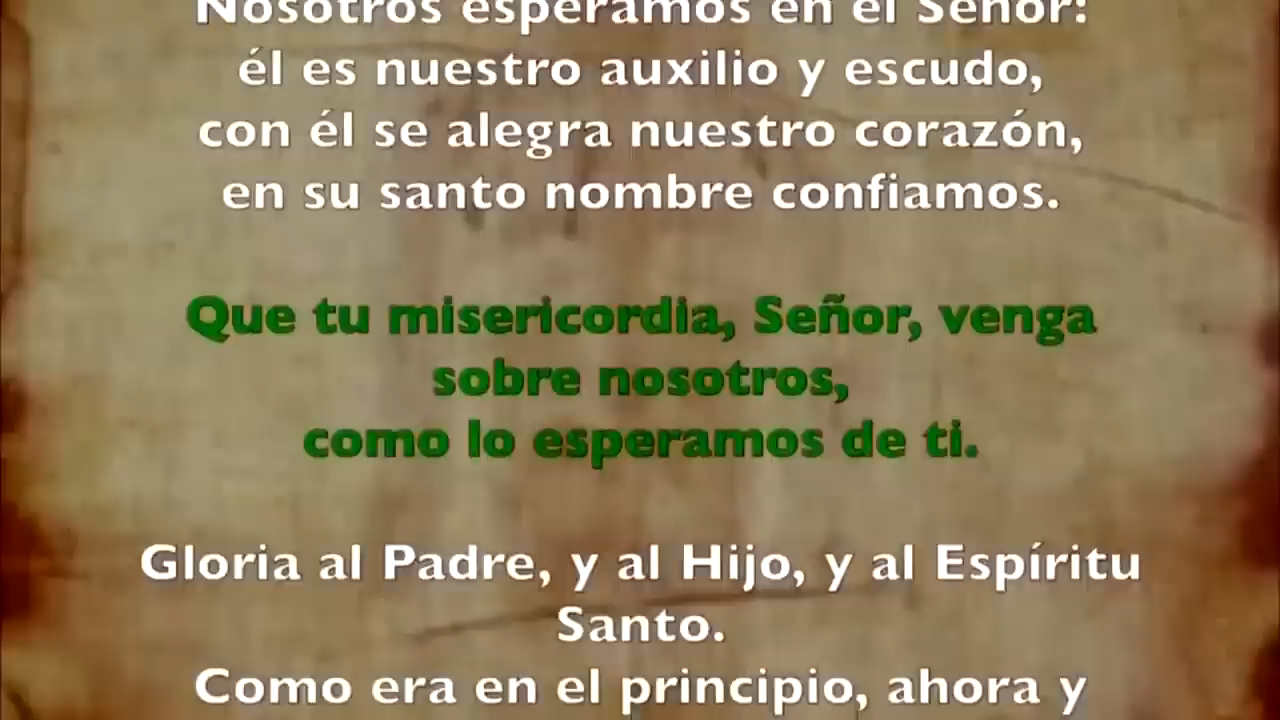 Nosotros esperamos en el Señor:
él es nuestro auxilio y escudo,
con él se alegra nuestro corazón,
en su santo nombre confiamos.
Que tu misericordia, Señor, venga
sobre nosotros,
como lo esperamos de ti.
Gloria al Padre, y al Hijo, y al Espíritu
Santo.
Como era en el principio, ahora y